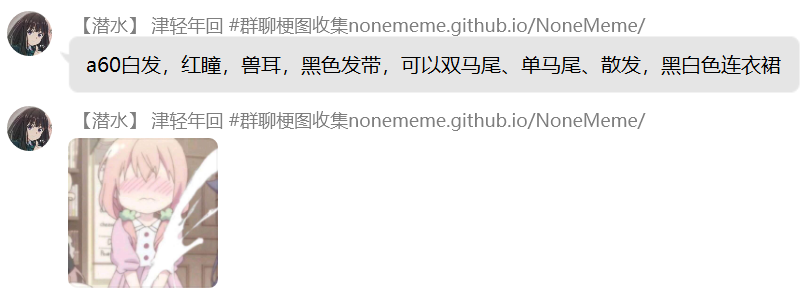 【潜水】 津轻年回 #群聊梗图收集nonememe.github.io/NoneMeme/
a60白发，红瞳，兽耳，黑色发带，可以双马尾、单马尾、散发，黑白色连衣裙
【潜水】 津轻年回 #群聊梗图收集nonememe.github.io/NoneMeme/